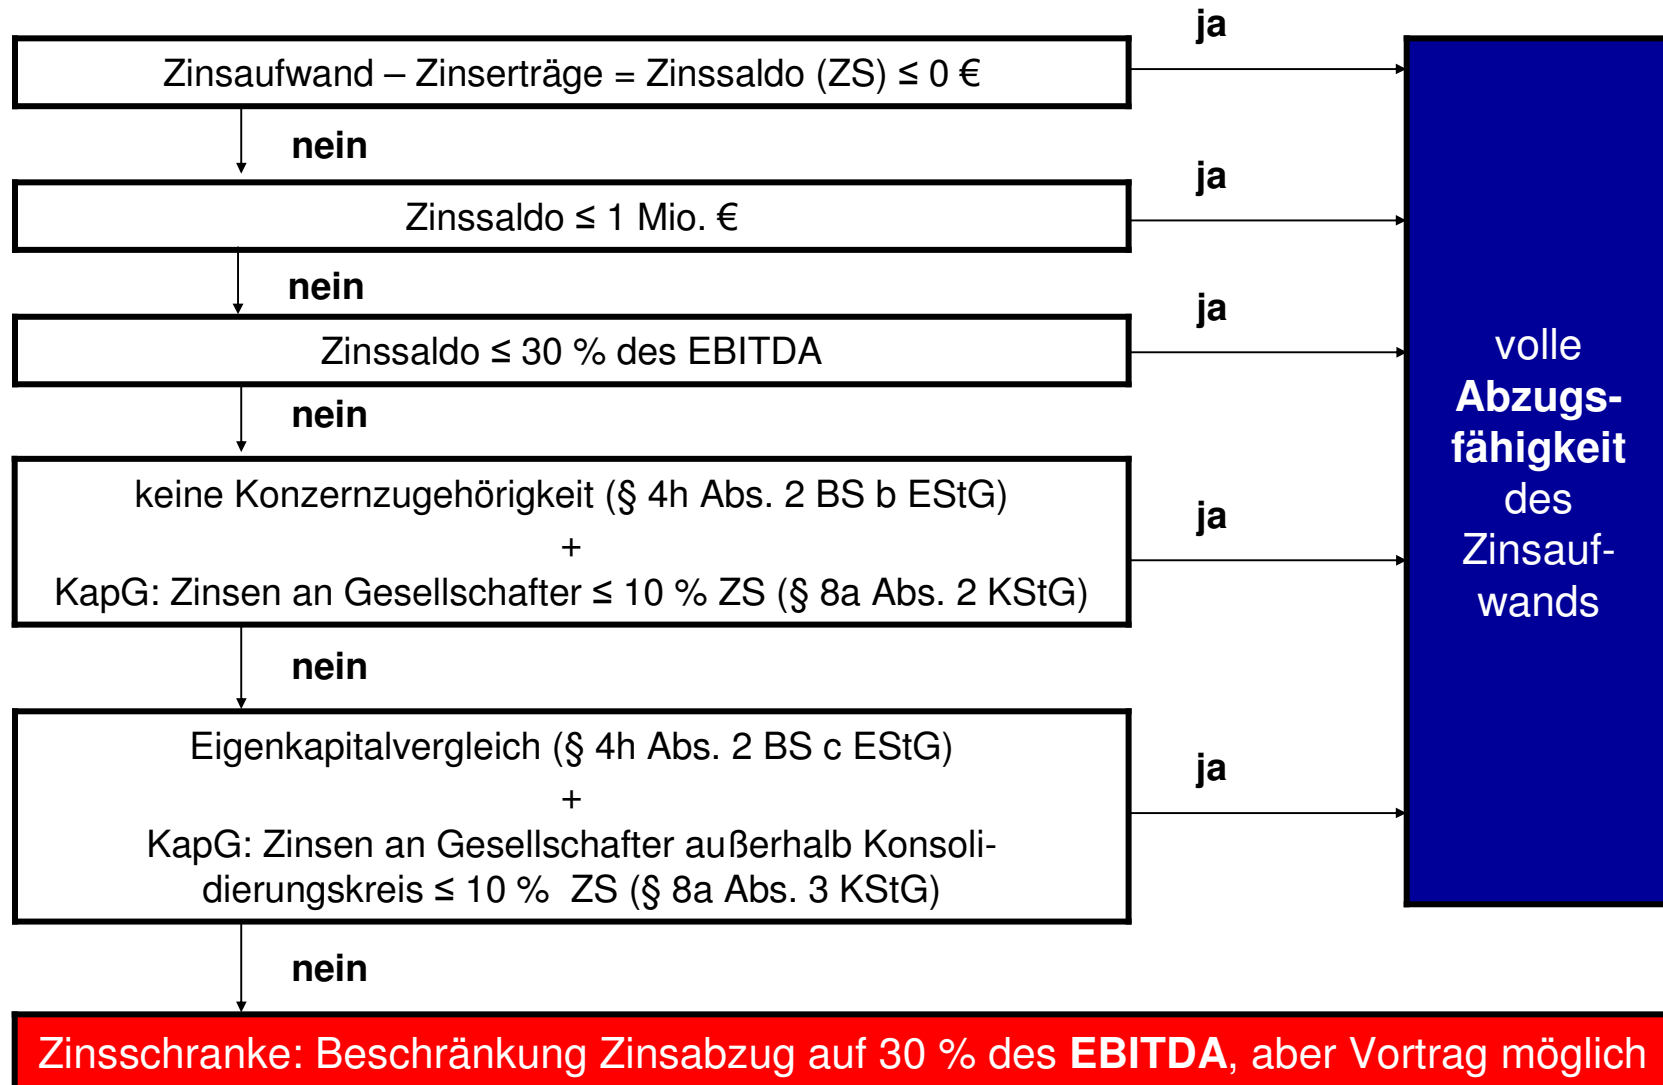 ja
Zinsaufwand – Zinserträge = Zinssaldo (ZS) ≤ 0 €
nein
ja
Zinssaldo ≤ 1 Mio. €
nein
ja
Zinssaldo ≤ 30 % des EBITDA
nein
keine Konzernzugehörigkeit (§ 4h Abs. 2 BS b EStG)
+
KapG: Zinsen an Gesellschafter ≤ 10 % ZS (§ 8a Abs. 2 KStG)
ja
nein
Eigenkapitalvergleich (§ 4h Abs. 2 BS c EStG)
+
KapG: Zinsen an Gesellschafter außerhalb Konsoli-
dierungskreis ≤ 10 % ZS (§ 8a Abs. 3 KStG)
ja
nein
volle
Abzugs-
fähigkeit
des
Zinsauf-
wands
Zinsschranke: Beschränkung Zinsabzug auf 30 % des EBITDA, aber Vortrag möglich